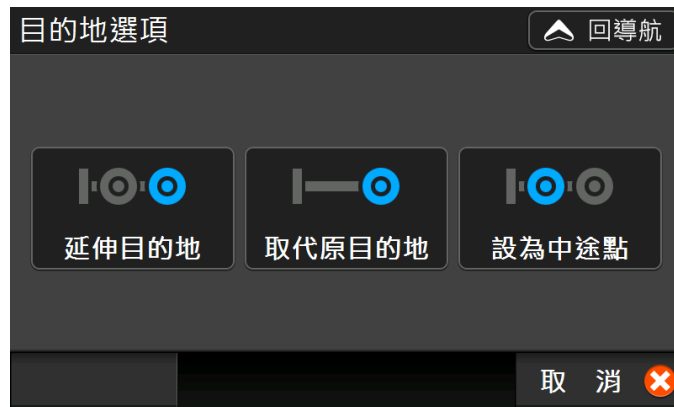 目的地選項
回導航
延伸目的地
取代原目的地
設為中途點
取 消